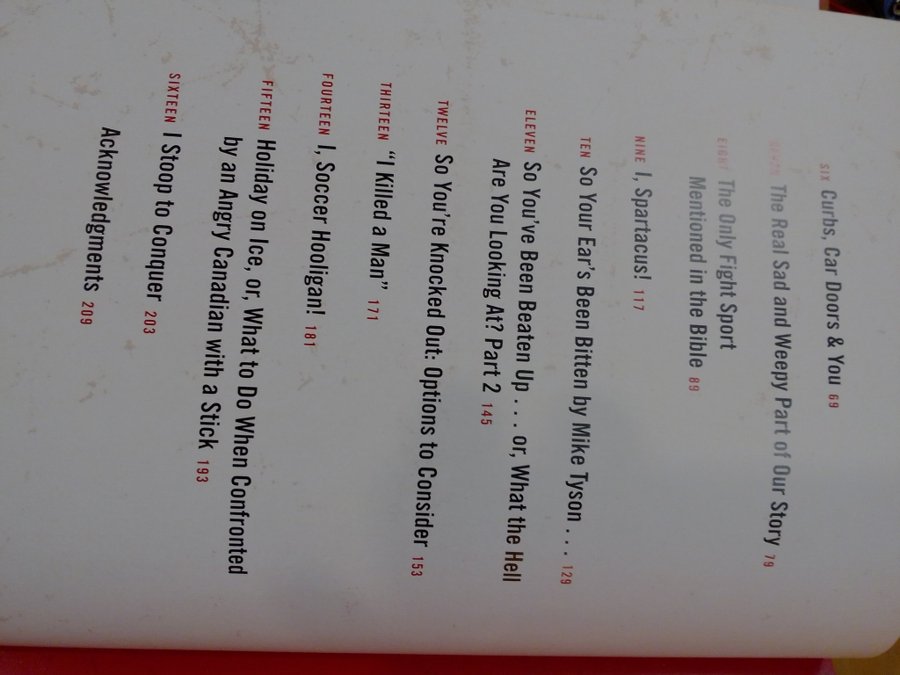 SIX Curbs, Car Doors & You 69
SEVEN The Real Sad and Weepy Part of Our Story 79
EIGHT The Only Fight Sport
Mentioned in the Bible 89
NINE I, Spartacus! 117
TEN So Your Ear's Been Bitten by Mike Tyson . . . 129
ELEVEN So You've Been Beaten Up . . . or, What the Hell
Are You Looking At? Part 2 145
TWELVE So You're Knocked Out: Options to Consider 153
THIRTEEN "I Killed a Man" 171
FOURTEEN I, Soccer Hooligan! 181
FIFTEEN Holiday on Ice, or, What to Do When Confronted
by an Angry Canadian with a Stick 193
SIXTEEN I Stoop to Conquer 203
Acknowledgments 209